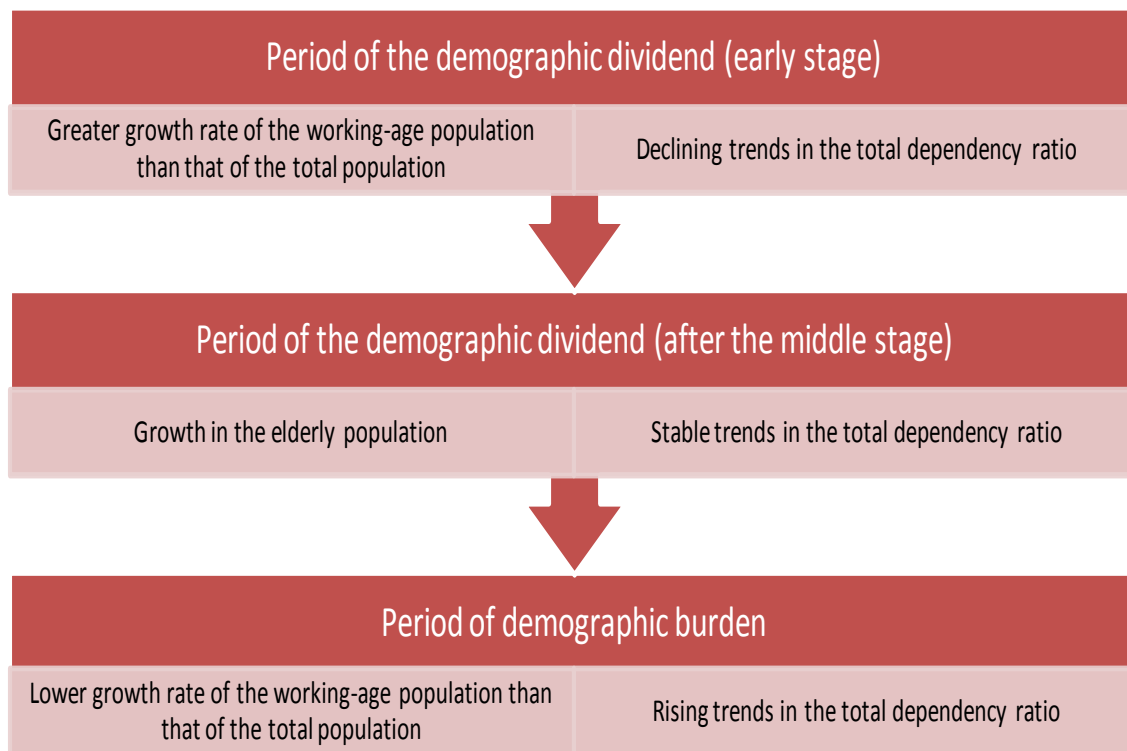 Period of the demographic dividend (early stage)
Greater growth rate of the working-age population
than that of the total population
Declining trends in the total dependency ratio
Period of the demographic dividend (after the middle stage)
Growth in the elderly population
Stable trends in the total dependency ratio
Period of demographic burden
Lower growth rate of the working-age population than
that of the total population
Rising trends in the total dependency ratio